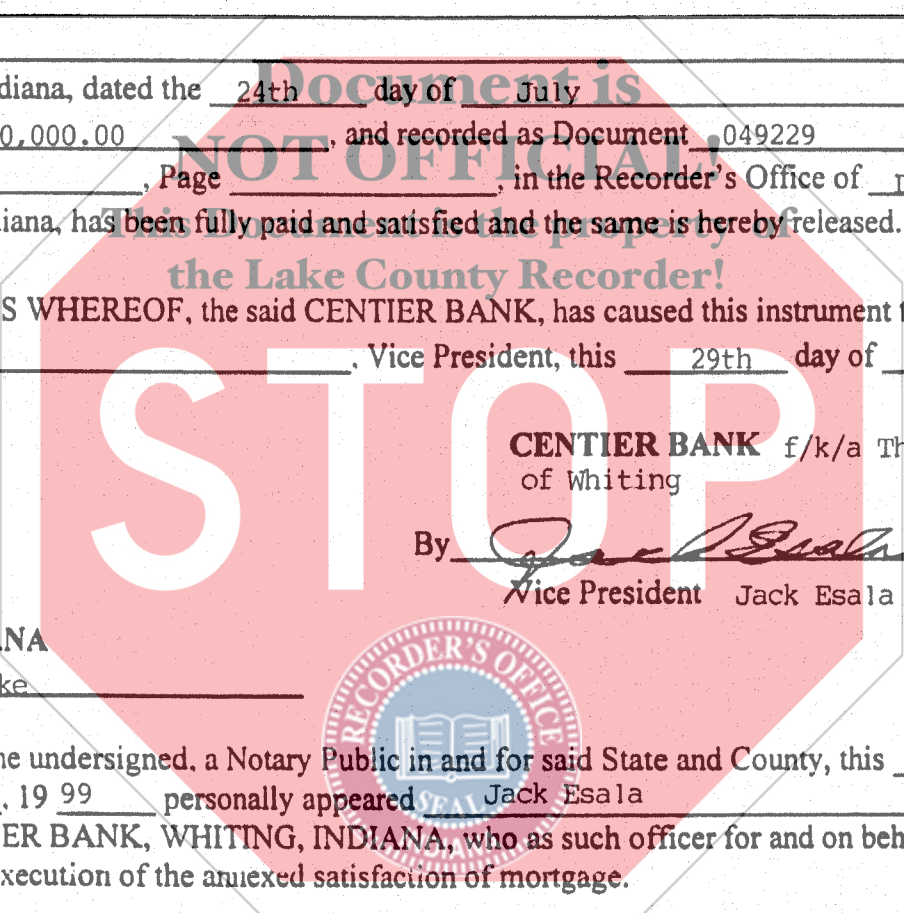 diana, dated the 24th day of July
Document is
0,000.00, and recorded as Document 049229
NOT OFFICIAL!
, Page , in the Recorder's Office of
iana, has been fully paid and satisfied and the same is hereby released.
This Document is the property of
the Lake County Recorder!
S WHEREOF, the said CENTIER BANK, has caused this instrument t
, Vice President, this 29th day of
STOP
CENTIER BANK f/k/a Th
of Whiting
By
Vice President Jack Esala
NA
ke
RECORDER'S OFFICE
SEAL
INDIANA
he undersigned, a Notary Public in and for said State and County, this
, 19 99 personally appeared Jack Esala
ER BANK, WHITING, INDIANA, who as such officer for and on beh
xecution of the annexed satisfaction of mortgage.